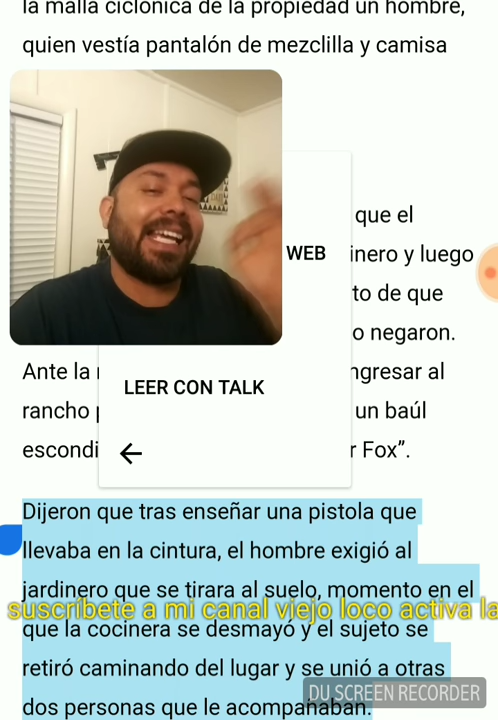 la malla ciclónica de la propiedad un hombre,
quien vestía pantalón de mezclilla y camisa
que el
WEB
inero y luego
to de que
o negaron.
Ante la
ngresar al
LEER CON TALK
rancho
un baúl
escondi
r Fox”.
Dijeron que tras enseñar una pistola que
llevaba en la cintura, el hombre exigió al
jardinero que se tirara al suelo, momento en el
suscríbete a mi canal viejo loco activa la
que la cocinera se desmayó y el sujeto se
retiró caminando del lugar y se unió a otras
dos personas que le acompañaban.
DU SCREEN RECORDER